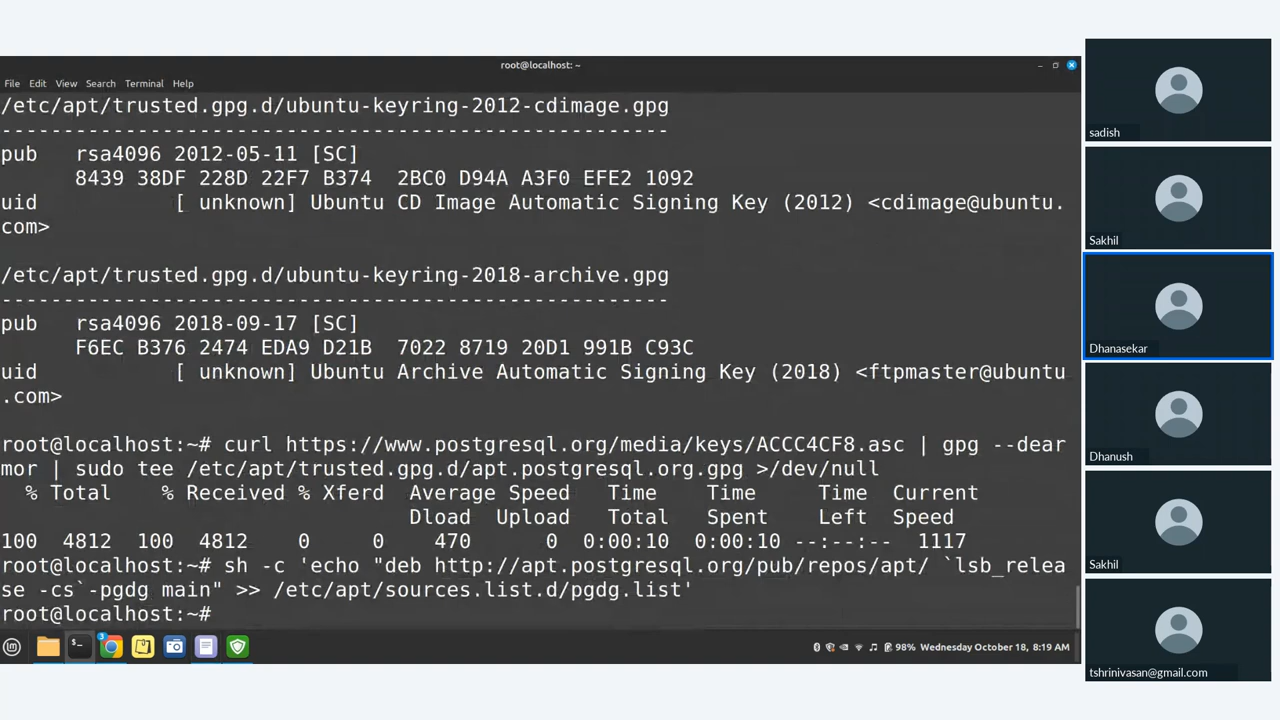 root@localhost: ~
File Edit View Search Terminal Help
/etc/apt/trusted.gpg.d/ubuntu-keyring-2012-cdimage.gpg
------------------------------------------------------
pub   rsa4096 2012-05-11 [SC]
      8439 38DF 228D 22F7 B374  2BC0 D94A A3F0 EFE2 1092
uid           [ unknown] Ubuntu CD Image Automatic Signing Key (2012) <cdimage@ubuntu.
com>
/etc/apt/trusted.gpg.d/ubuntu-keyring-2018-archive.gpg
------------------------------------------------------
pub   rsa4096 2018-09-17 [SC]
      F6EC B376 2474 EDA9 D21B  7022 8719 20D1 991B C93C
uid           [ unknown] Ubuntu Archive Automatic Signing Key (2018) <ftpmaster@ubuntu
.com>
root@localhost:~# curl https://www.postgresql.org/media/keys/ACCC4CF8.asc | gpg --dear
mor | sudo tee /etc/apt/trusted.gpg.d/apt.postgresql.org.gpg >/dev/null
  % Total    % Received % Xferd  Average Speed   Time    Time     Time  Current
                                 Dload  Upload   Total   Spent    Left  Speed
100  4812  100  4812    0     0    470      0  0:00:10  0:00:10 --:--:--  1117
root@localhost:~# sh -c 'echo "deb http://apt.postgresql.org/pub/repos/apt/ `lsb_relea
se -cs`-pgdg main" >> /etc/apt/sources.list.d/pgdg.list'
root@localhost:~#
3
98% Wednesday October 18, 8:19 AM
sadish
Sakhil
Dhanasekar
Dhanush
Sakhil
tshrinivasan@gmail.com